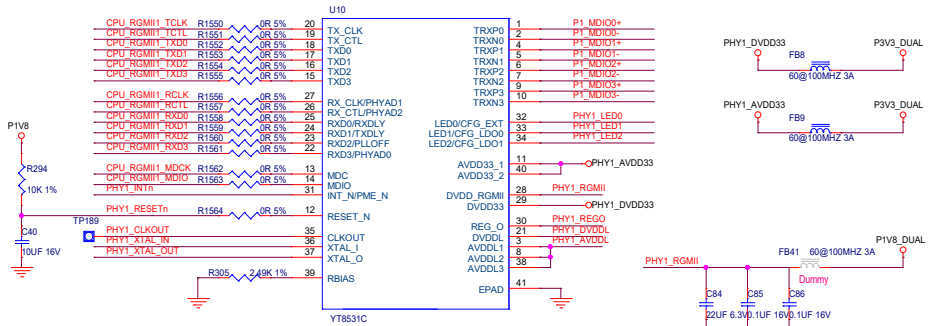 U10
CPU_RGMII1_TCLK R1550 0R 5% 20 TX_CLK TRXP0 1 P1_MDIO0+
CPU_RGMII1_TCTL R1551 0R 5% 19 TX_CTL TRXN0 2 P1_MDIO0-
CPU_RGMII1_TXD0 R1552 0R 5% 18 TXD0 TRXP1 4 P1_MDIO1+
CPU_RGMII1_TXD1 R1553 0R 5% 17 TXD1 TRXN1 5 P1_MDIO1-
CPU_RGMII1_TXD2 R1554 0R 5% 16 TXD2 TRXP2 6 P1_MDIO2+
CPU_RGMII1_TXD3 R1555 0R 5% 15 TXD3 TRXN2 7 P1_MDIO2-
TRXP3 9 P1_MDIO3+
TRXN3 10 P1_MDIO3-
CPU_RGMII1_RCLK R1556 0R 5% 27 RX_CLK/PHYAD1
CPU_RGMII1_RCTL R1557 0R 5% 26 RX_CTL/PHYAD2
CPU_RGMII1_RXD0 R1558 0R 5% 25 RXD0/RXDLY LED0/CFG_EXT 32 PHY1_LED0
CPU_RGMII1_RXD1 R1559 0R 5% 24 RXD1/TXDLY LED1/CFG_LDO0 33 PHY1_LED1
CPU_RGMII1_RXD2 R1560 0R 5% 23 RXD2/PLLOFF LED2/CFG_LDO1 34 PHY1_LED2
CPU_RGMII1_RXD3 R1561 0R 5% 22 RXD3/PHYAD0
AVDD33_1 11 PHY1_AVDD33
AVDD33_2 40
CPU_RGMII1_MDCK R1562 0R 5% 13 MDC
CPU_RGMII1_MDIO R1563 0R 5% 14 MDIO
PHY1_INTn 31 INT_N/PME_N DVDD_RGMII 28 PHY1_RGMII
DVDD33 29 PHY1_DVDD33
PHY1_RESETn R1564 0R 5% 12 RESET_N
REG_O 30 PHY1_REGO
DVDDL 21 PHY1_DVDDL
PHY1_CLKOUT 35 CLKOUT AVDDL1 3 PHY1_AVDDL
PHY1_XTAL_IN 36 XTAL_I AVDDL2 8
PHY1_XTAL_OUT 37 XTAL_O AVDDL3 38
R305 2.49K 1% 39 RBIAS
EPAD 41
YT8531C
P1V8
R294
10K 1%
TP189
C40
10UF 16V
PHY1_DVDD33 P3V3_DUAL
FB8
60@100MHZ 3A
PHY1_AVDD33 P3V3_DUAL
FB9
60@100MHZ 3A
P1V8_DUAL
FB41 60@100MHZ 3A
PHY1_RGMII
Dummy
C84 C85 C86
22UF 6.3V 0.1UF 16V 0.1UF 16V